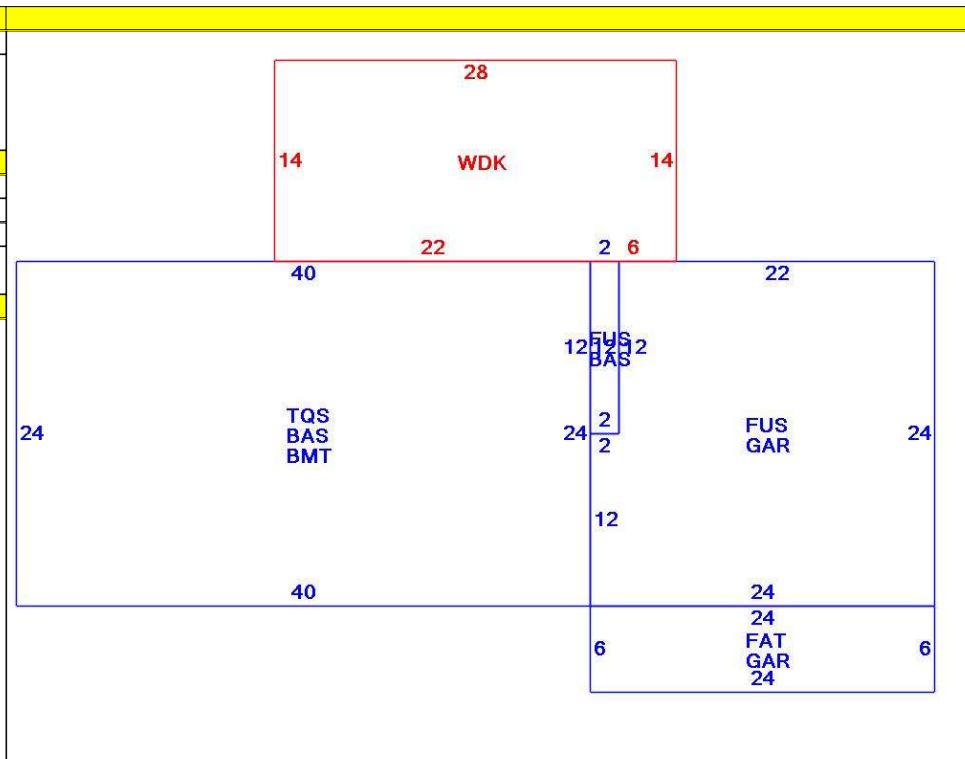 28
14 WDK 14
22 2 6
40 22
12 12 12
FUS
BAS
24 TQS 24 2 FUS 24
BAS 2 GAR
BMT
12
40 24
24
6 FAT 6
GAR
24